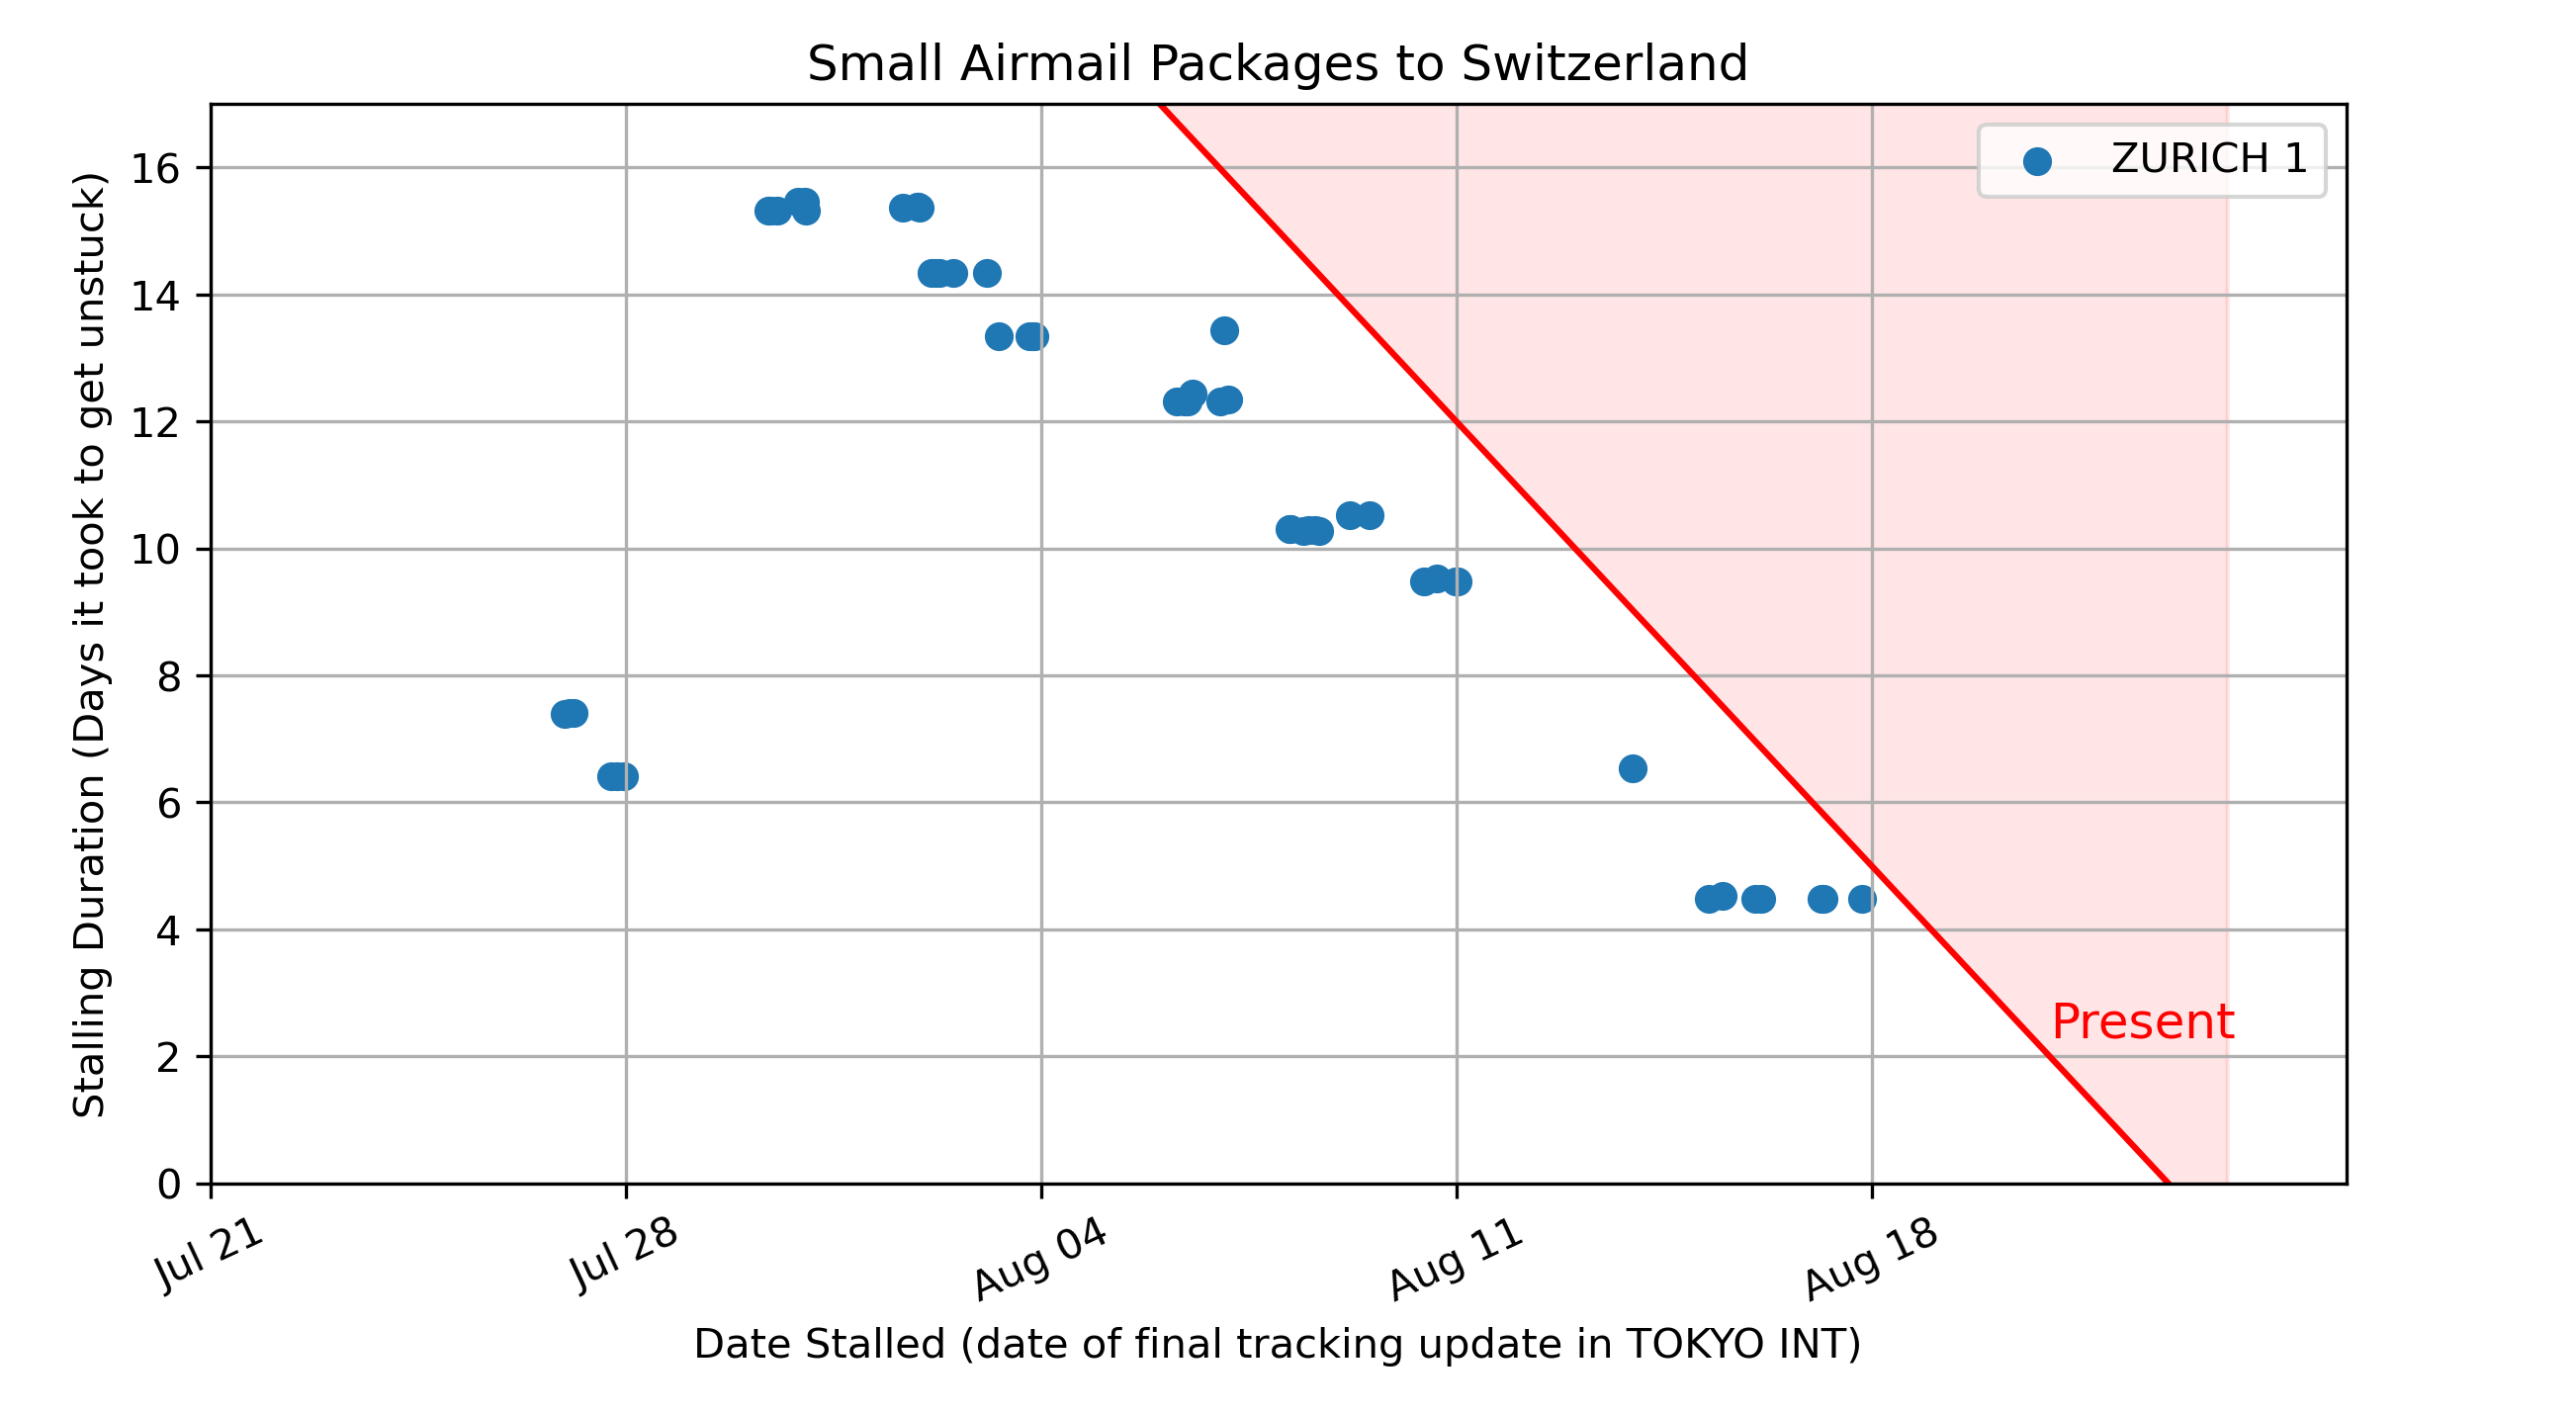 Small Airmail Packages to Switzerland
ZURICH 1
Stalling Duration (Days it took to get unstuck)
16
14
12
10
8
6
4
2
0
Present
Jul 21
Jul 28
Aug 04
Aug 11
Aug 18
Date Stalled (date of final tracking update in TOKYO INT)